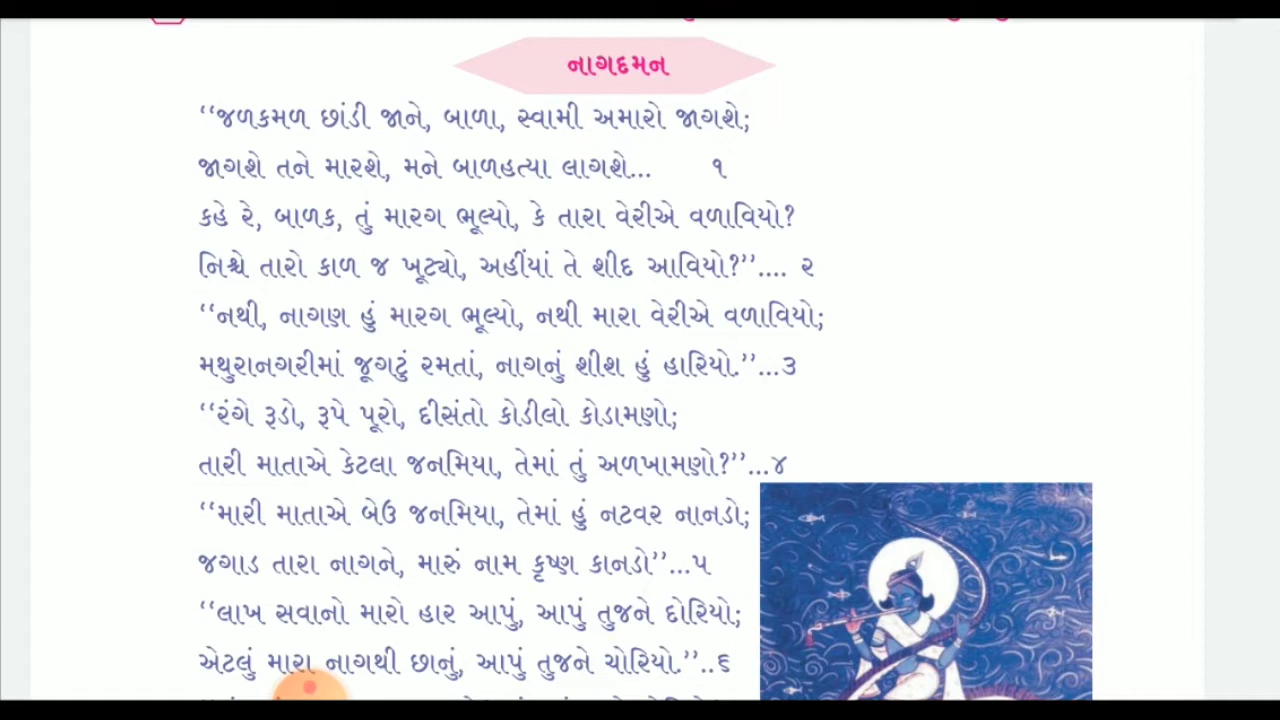 નાગદમન
“જળકમળ છાંડી જાને, બાળા, સ્વામી અમારો જાગશે;
જાગશે તને મારશે, મને બાળહત્યા લાગશે... ૧
કહે રે, બાળક, તું મારગ ભૂલ્યો, કે તારા વેરીએ વળાવિયો?
નિશ્ચે તારો કાળ જ ખૂટ્યો, અહીંયાં તે શીદ આવિયો?”.... ૨
“નથી, નાગણ હું મારગ ભૂલ્યો, નથી મારા વેરીએ વળાવિયો;
મથુરાનગરીમાં જૂગટું રમતાં, નાગનું શીશ હું હારિયો.”...૩
“રંગે રૂડો, રૂપે પૂરો, દીસંતો કોડીલો કોડામણો;
તારી માતાએ કેટલા જનમિયા, તેમાં તું અળખામણો?”...૪
“મારી માતાએ બેઉ જનમિયા, તેમાં હું નટવર નાનડો;
જગાડ તારા નાગને, મારું નામ કૃષ્ણ કાનડો”...૫
“લાખ સવાનો મારો હાર આપું, આપું તુજને દોરિયો;
એટલું મારા નાગથી છાનું, આપું તુજને ચોરિયો.”..૬